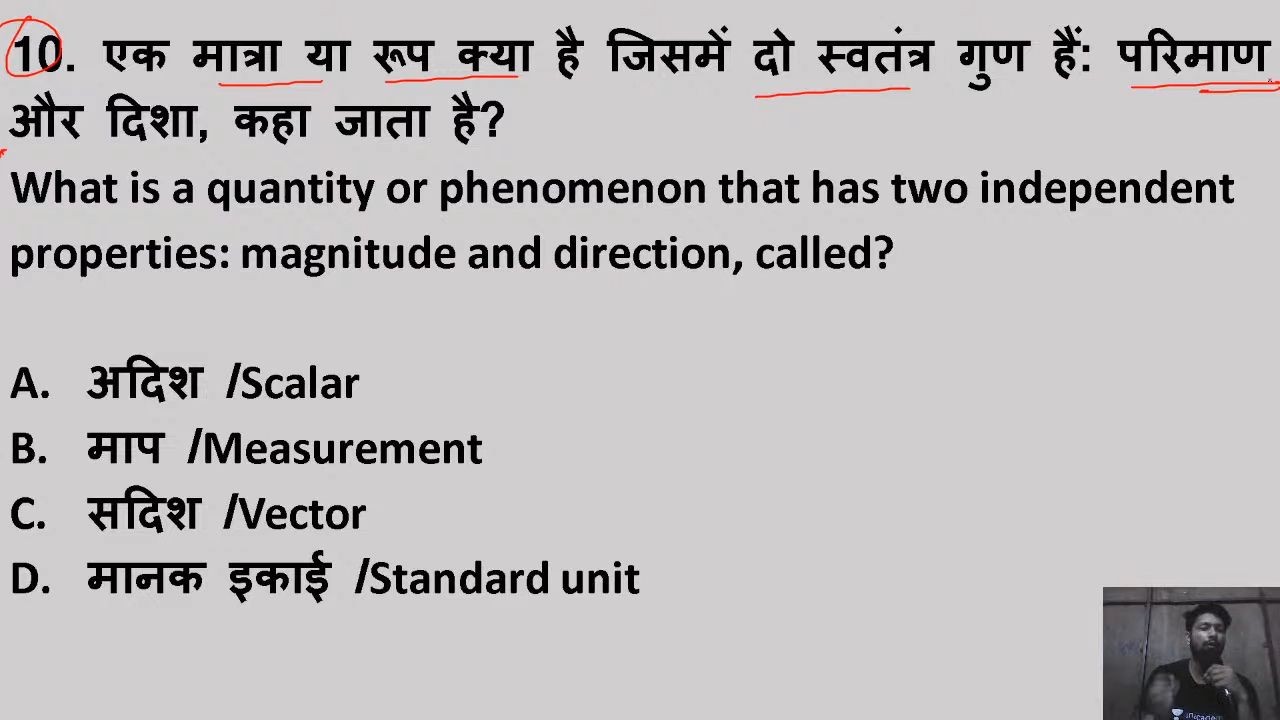 10. एक मात्रा या रूप क्या है जिसमें दो स्वतंत्र गुण हैं: परिमाण
और दिशा, कहा जाता है?
What is a quantity or phenomenon that has two independent
properties: magnitude and direction, called?
A. अदिश /Scalar
B. माप /Measurement
C. सदिश /Vector
D. मानक इकाई /Standard unit